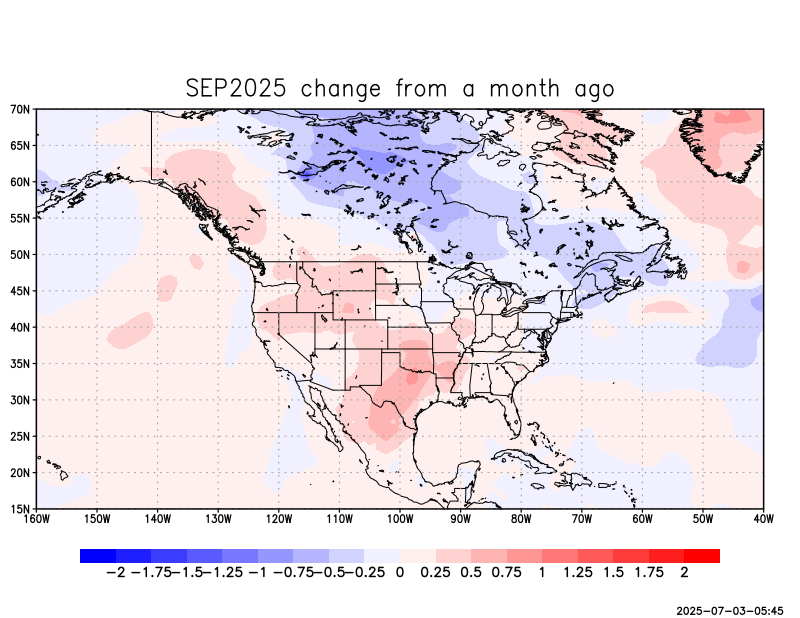 SEP2025 change from a month ago
70N
65N
60N
55N
50N
45N
40N
35N
30N
25N
20N
15N
160W 150W 140W 130W 120W 110W 100W 90W 80W 70W 60W 50W 40W
-2 -1.75 -1.5 -1.25 -1 -0.75 -0.5 -0.25 0 0.25 0.5 0.75 1 1.25 1.5 1.75 2
2025-07-03-05:45